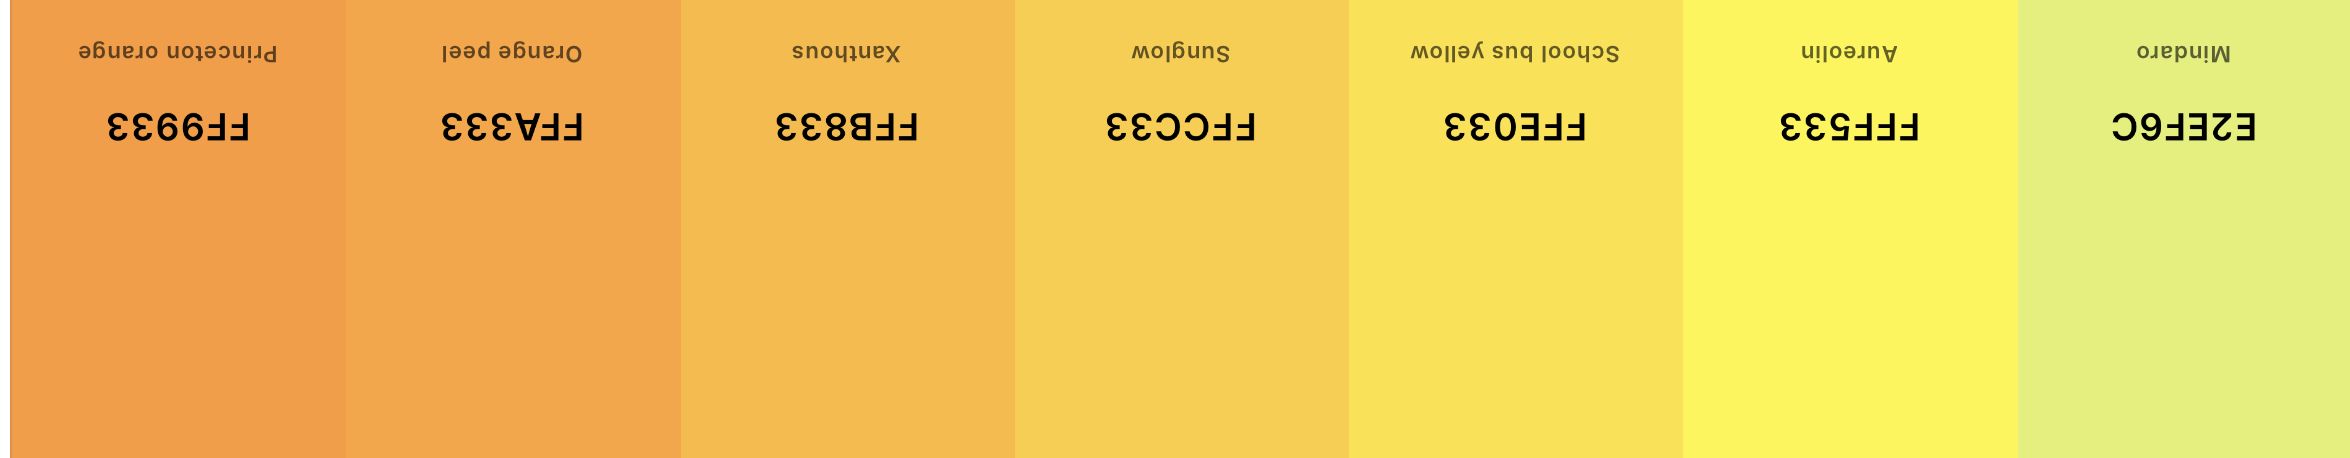 E2EF6C
Mindaro
FFF533
Aureolin
FFE033
School bus yellow
FFCC33
Sunglow
FFB833
Xanthous
FFA333
Orange peel
FF9933
Princeton orange